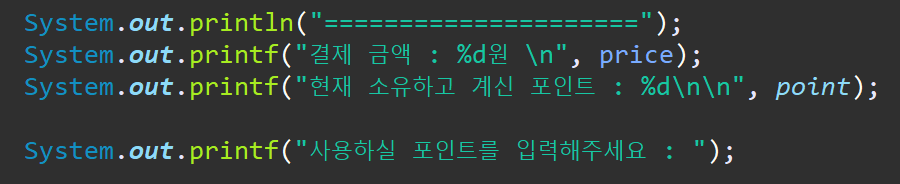 System.out.println("=====================");
System.out.printf("결제 금액 : %d원 \n", price);
System.out.printf("현재 소유하고 계신 포인트 : %d\n\n", point);
System.out.printf("사용하실 포인트를 입력해주세요 : ");